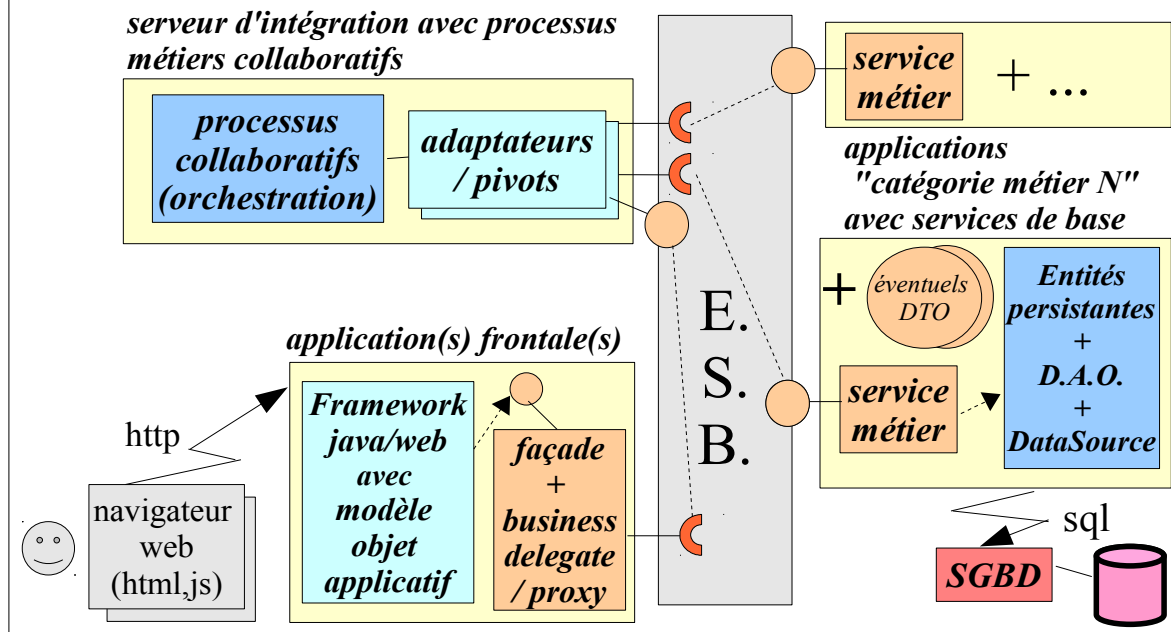 serveur d'intégration avec processus
métiers collaboratifs
processus
collaboratifs
(orchestration)
adaptateurs
/ pivots
service
métier
+ ...
applications
"catégorie métier N"
avec services de base
+
éventuels
DTO
Entités
persistantes
+
D.A.O.
+
DataSource
service
métier
E.
S.
B.
application(s) frontale(s)
Framework
java/web
avec
modèle
objet
applicatif
façade
+
business
delegate
/ proxy
http
navigateur
web
(html,js)
sql
SGBD